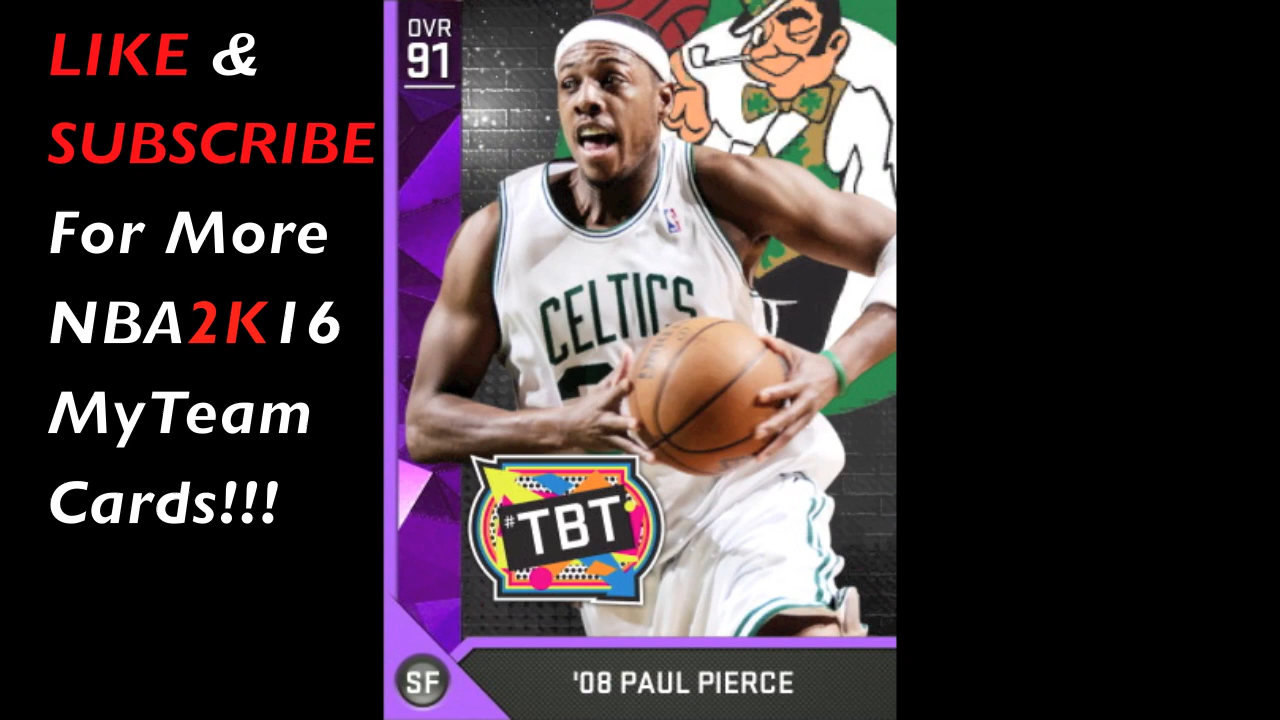 LIKE &
SUBSCRIBE
For More
NBA2K16
MyTeam
Cards!!!
OVR
91
CELTICS
#TBT
SF
'08 PAUL PIERCE